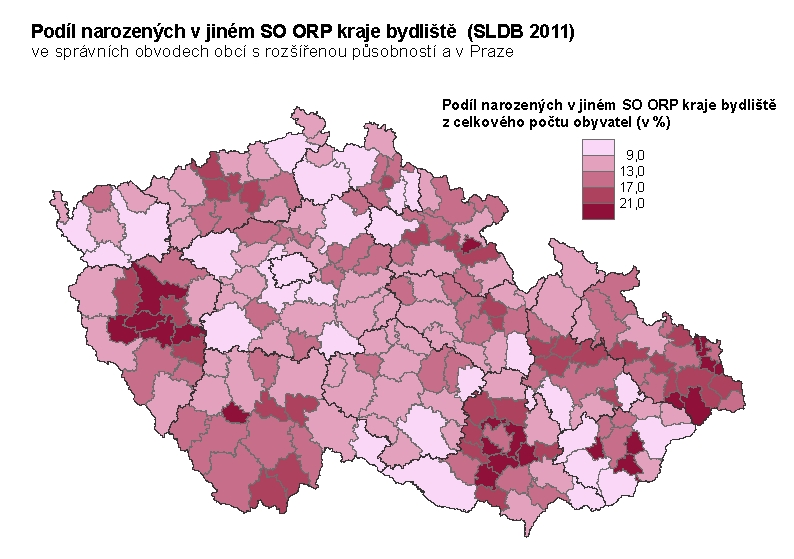 Podíl narozených v jiném SO ORP kraje bydliště (SLDB 2011)
ve správních obvodech obcí s rozšířenou působností a v Praze
Podíl narozených v jiném SO ORP kraje bydliště
z celkového počtu obyvatel (v %)
9,0
13,0
17,0
21,0